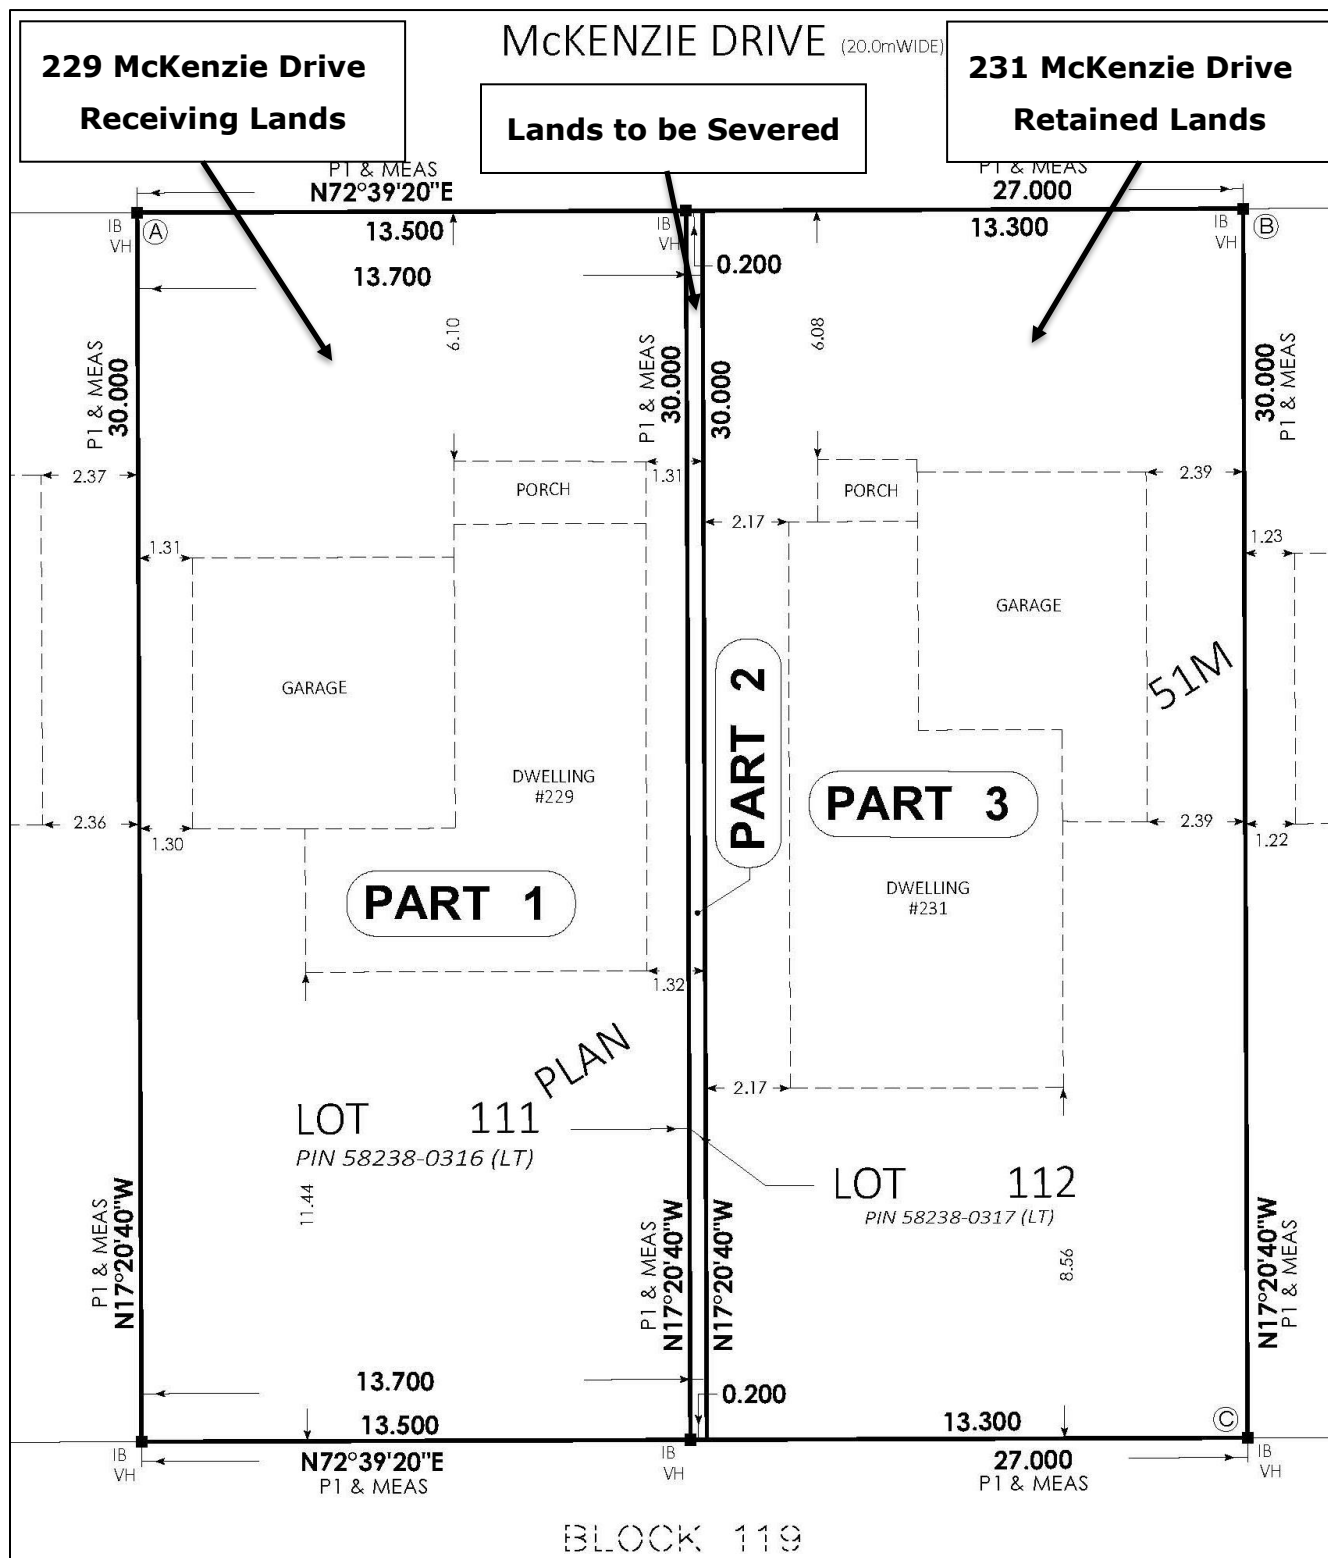 McKENZIE DRIVE (20.0mWIDE)
229 McKenzie Drive
Receiving Lands
Lands to be Severed
231 McKenzie Drive
Retained Lands
P1 & MEAS
N72°39'20"E
P1 & MEAS
27.000
IB
VH
A
13.500
IB
VH
13.300
IB
VH
B
0.200
13.700
6.10
6.08
P1 & MEAS
30.000
P1 & MEAS
30.000
30.000
30.000
P1 & MEAS
2.37
1.31
2.39
PORCH
PORCH
2.17
1.31
1.23
GARAGE
GARAGE
51M
PART 2
DWELLING
#229
PART 3
2.36
1.30
2.39
1.22
PART 1
DWELLING
#231
1.32
PLAN
2.17
LOT 111
PIN 58238-0316 (LT)
LOT 112
PIN 58238-0317 (LT)
11.44
8.56
P1 & MEAS
N17°20'40"W
P1 & MEAS
N17°20'40"W
N17°20'40"W
N17°20'40"W
P1 & MEAS
13.700
0.200
13.500
13.300
C
IB
VH
N72°39'20"E
P1 & MEAS
IB
VH
27.000
P1 & MEAS
IB
VH
BLOCK 119